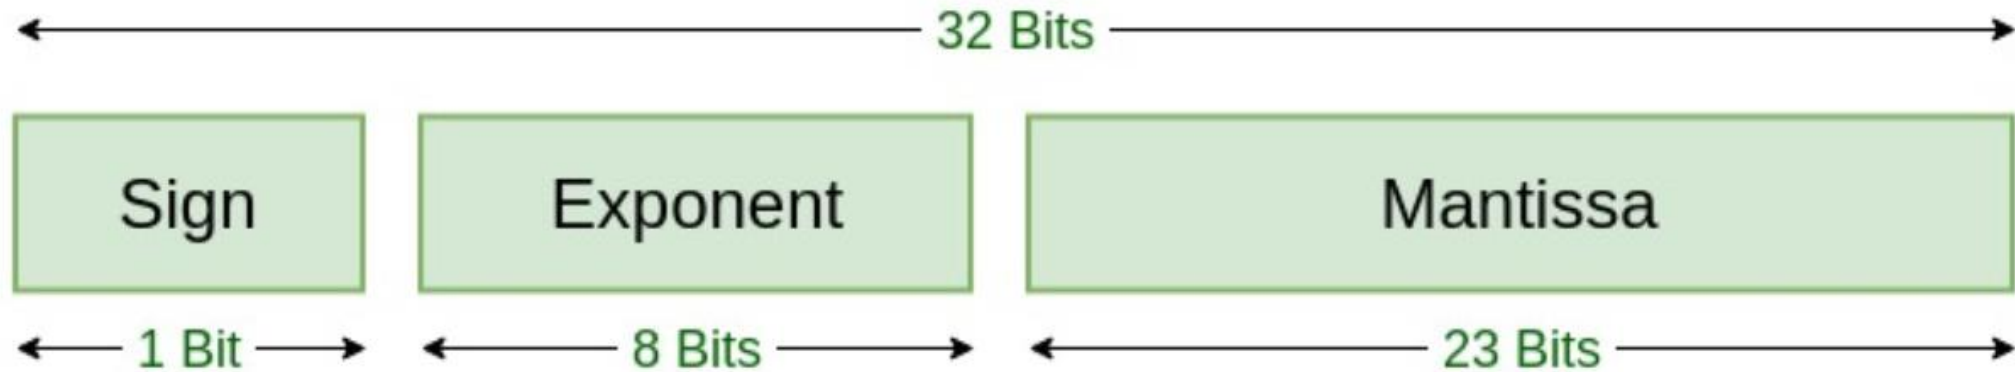 32 Bits
Sign Exponent Mantissa
1 Bit 8 Bits 23 Bits